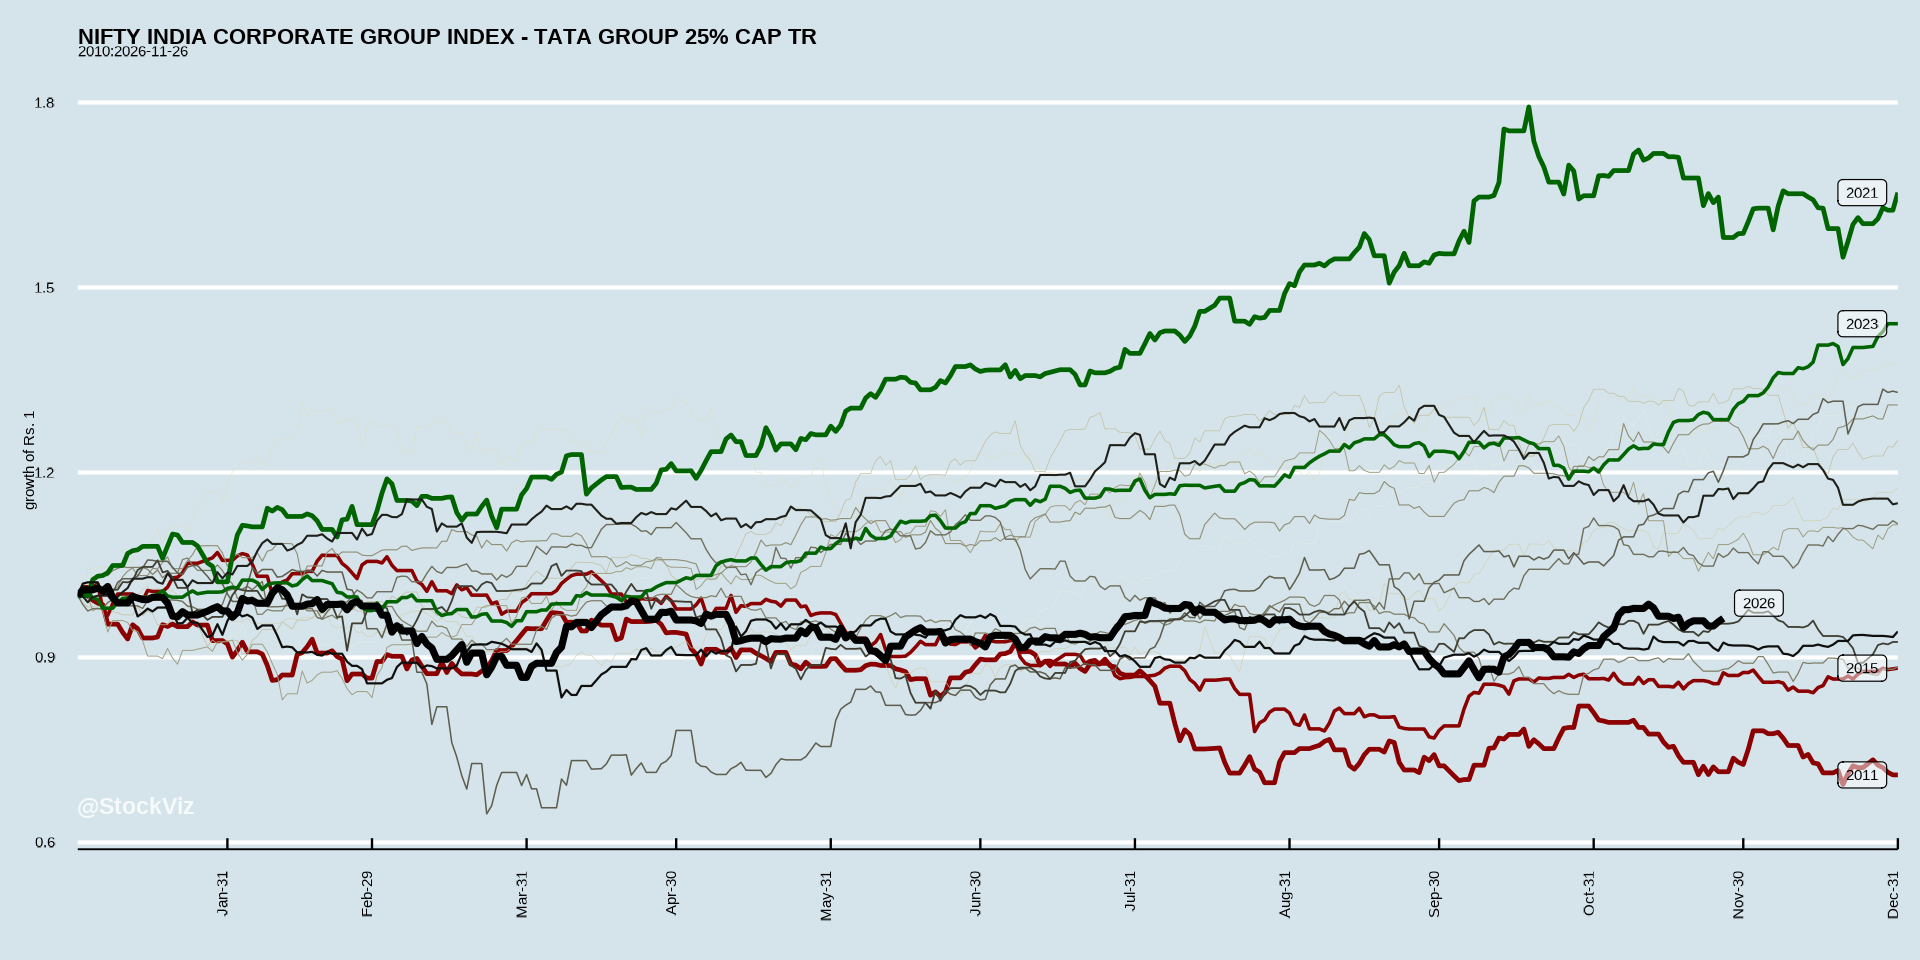 NIFTY INDIA CORPORATE GROUP INDEX - TATA GROUP 25% CAP TR
2010:2026-11-26
growth of Rs. 1
1.8
1.5
1.2
0.9
0.6
2021
2023
2026
2015
2011
@StockViz
Jan-31
Feb-29
Mar-31
Apr-30
May-31
Jun-30
Jul-31
Aug-31
Sep-30
Oct-31
Nov-30
Dec-31